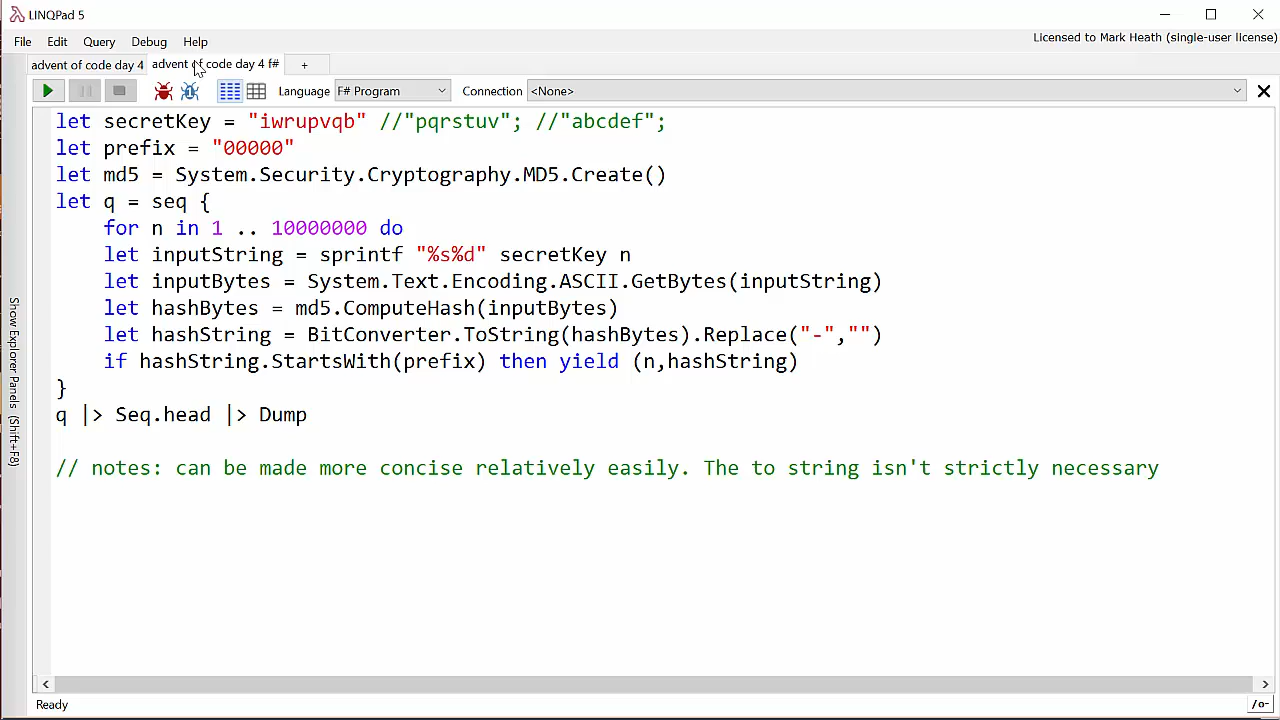 LINQPad 5
File Edit Query Debug Help
Licensed to Mark Heath (single-user license)
advent of code day 4 advent of code day 4 f# +
Language F# Program Connection <None>
let secretKey = "iwrupvqb" //"pqrstuv"; //"abcdef";
let prefix = "00000"
let md5 = System.Security.Cryptography.MD5.Create()
let q = seq {
    for n in 1 .. 10000000 do
    let inputString = sprintf "%s%d" secretKey n
    let inputBytes = System.Text.Encoding.ASCII.GetBytes(inputString)
    let hashBytes = md5.ComputeHash(inputBytes)
    let hashString = BitConverter.ToString(hashBytes).Replace("-","")
    if hashString.StartsWith(prefix) then yield (n,hashString)
}
q |> Seq.head |> Dump
// notes: can be made more concise relatively easily. The to string isn't strictly necessary
Show Explorer Panels (Shift+F8)
Ready
/o-